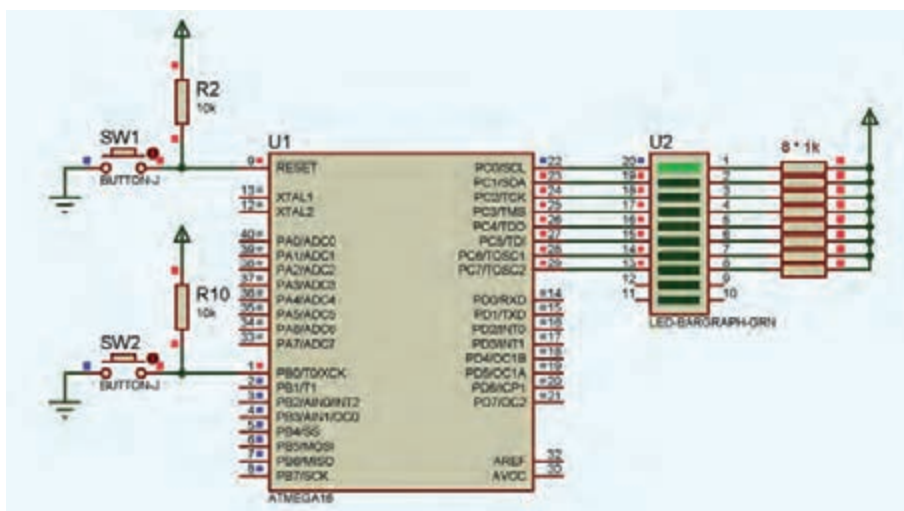 R2
10k
SW1
BUTTON-J
U1
9 RESET
13 XTAL1
12 XTAL2
40 PA0/ADC0
39 PA1/ADC1
38 PA2/ADC2
37 PA3/ADC3
36 PA4/ADC4
35 PA5/ADC5
34 PA6/ADC6
33 PA7/ADC7
R10
10k
SW2
BUTTON-J
1 PB0/T0/XCK
2 PB1/T1
3 PB2/AIN0/INT2
4 PB3/AIN1/OC0
5 PB4/SS
6 PB5/MOSI
7 PB6/MISO
8 PB7/SCK
ATMEGA16
PC0/SCL 22
PC1/SDA 23
PC2/TCK 24
PC3/TMS 25
PC4/TDO 26
PC5/TDI 27
PC6/TOSC1 28
PC7/TOSC2 29
PD0/RXD 14
PD1/TXD 15
PD2/INT0 16
PD3/INT1 17
PD4/OC1B 18
PD5/OC1A 19
PD6/ICP1 20
PD7/OC2 21
AREF 32
AVCC 30
U2
20 1
19 2
18 3
17 4
16 5
15 6
14 7
13 8
12 9
11 10
LED-BARGRAPH-GRN
8 * 1k